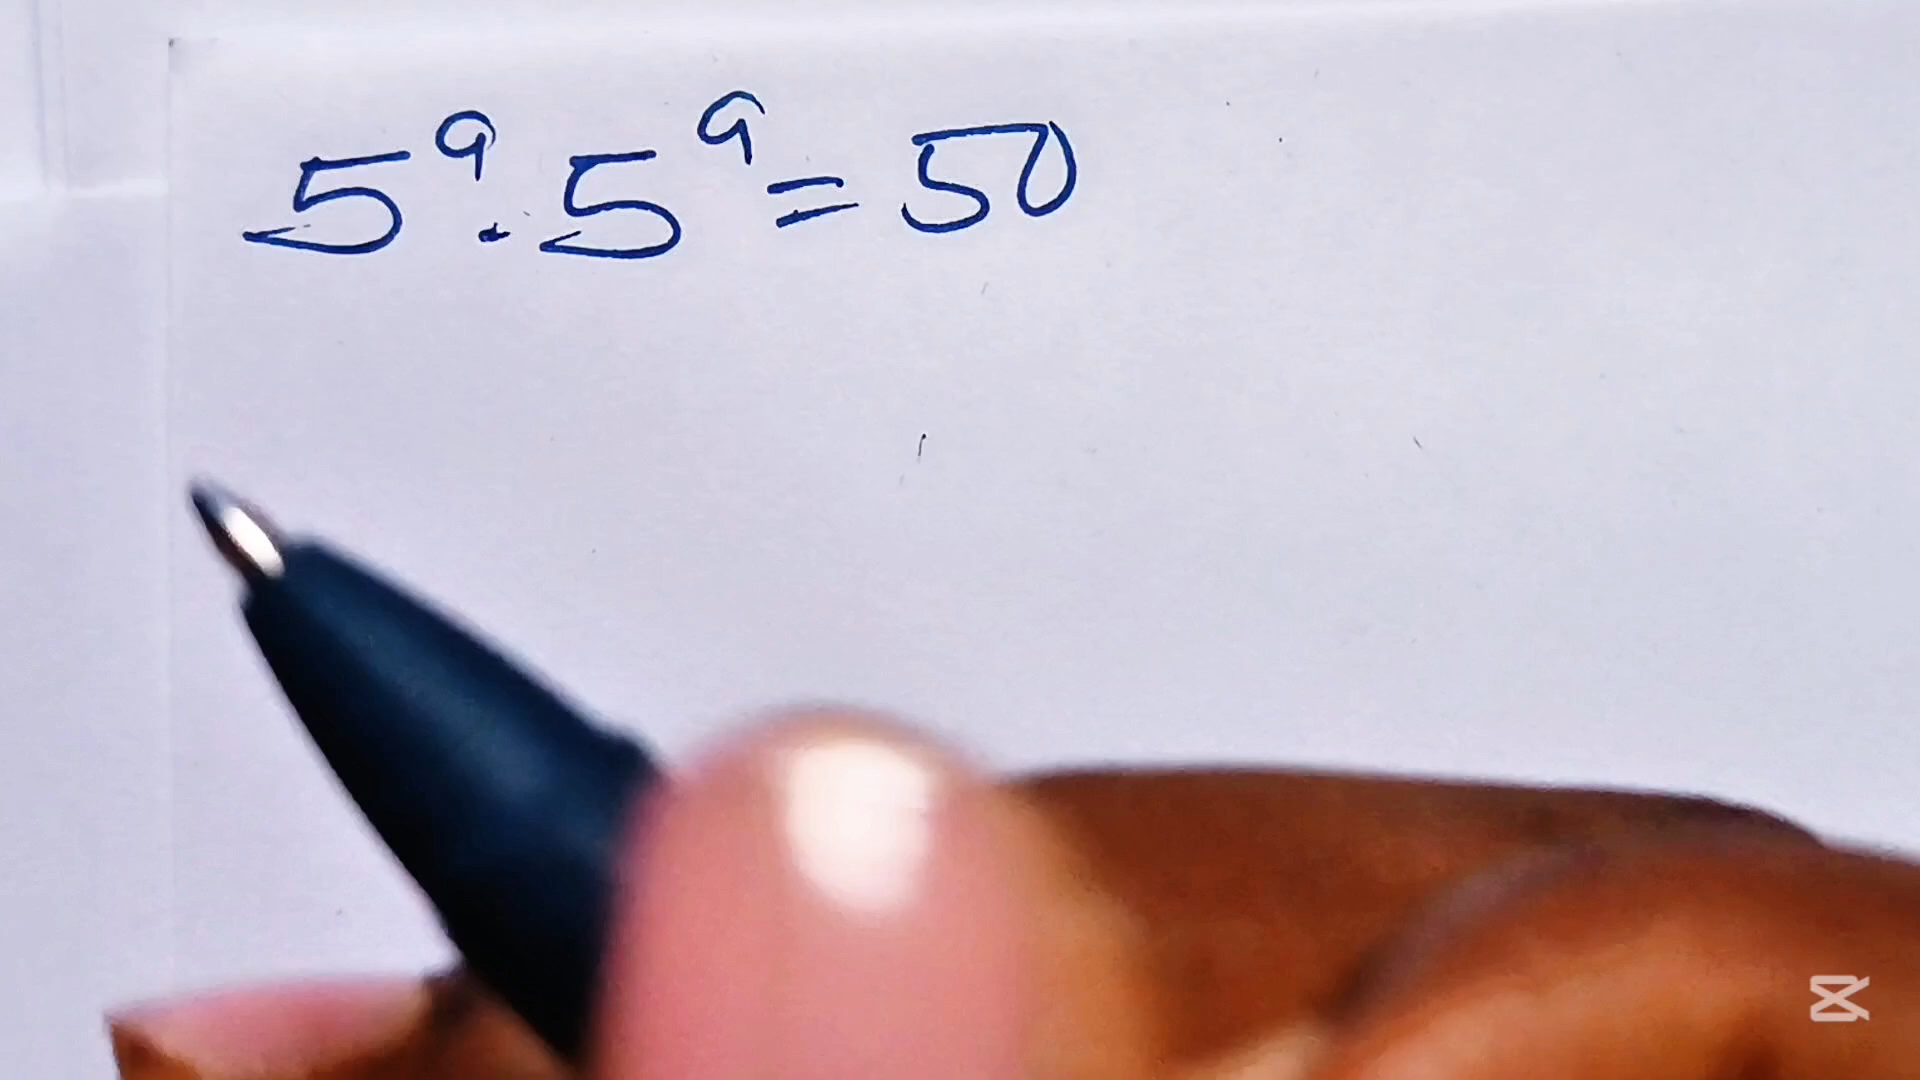 5ᵃ · 5ᵃ = 50